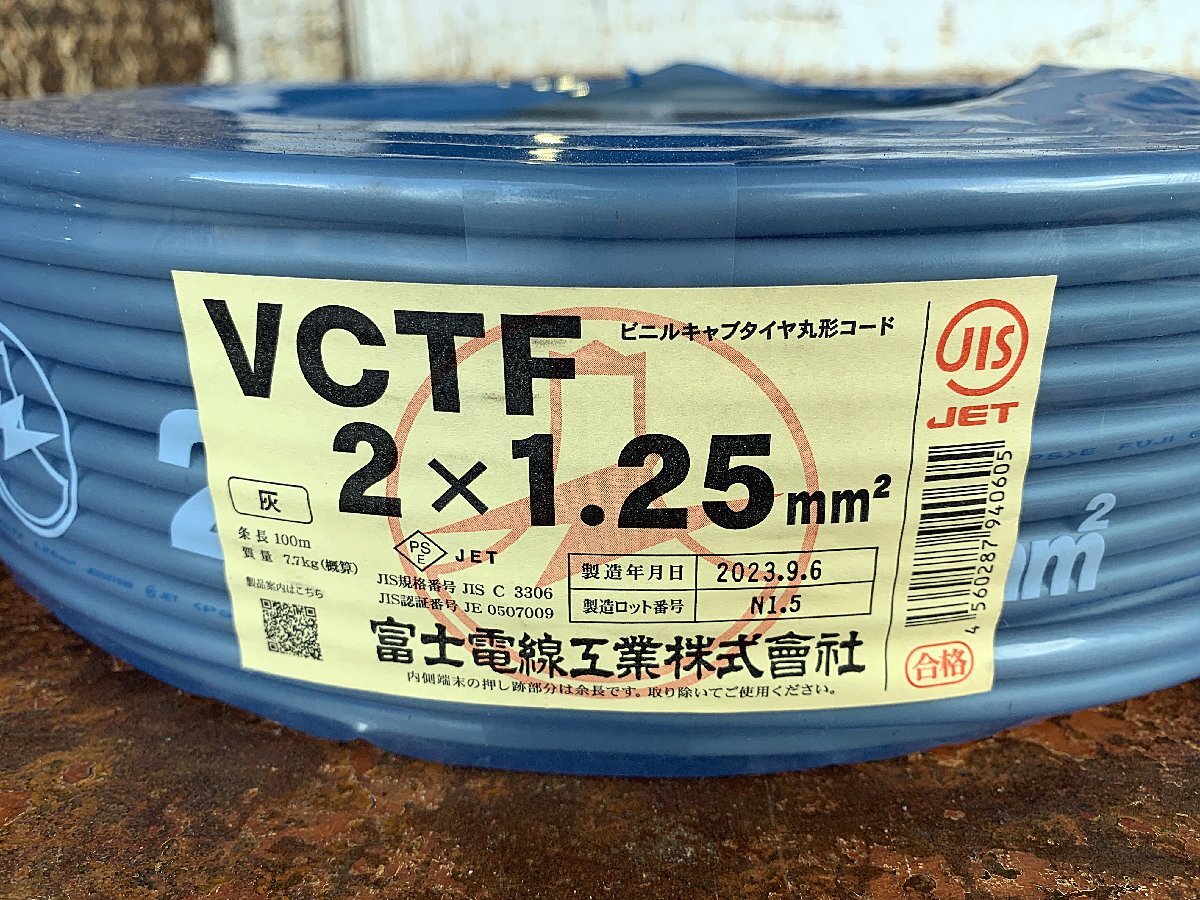 VCTF
ビニルキャブタイヤ丸形コード
2×1.25mm²
灰
条長 100m
質量 7.7kg(概算)
製品案内はこちら
PS
E
JET
JIS規格番号 JIS C 3306
JIS認証番号 JE 0507009
製造年月日 2023.9.6
製造ロット番号 N1.5
富士電線工業株式會社
内側端末の押し跡部分は余長です。取り除いてご使用ください。
JIS
JET
4560287940605
合格
2
mm²